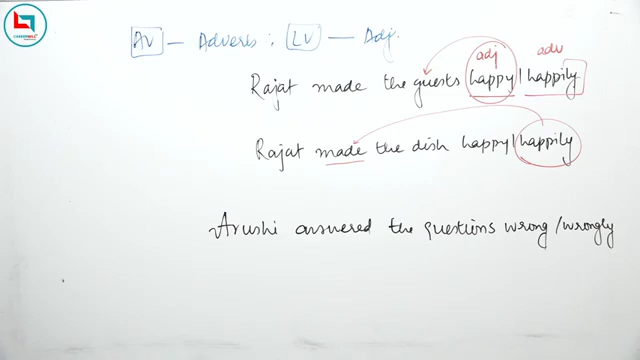 CAREERWILL
AV — Adverb : LV — Adj.
adj adv
Rajat made the guests happy / happily
Rajat made the dish happy / happily
Arushi answered the questions wrong / wrongly